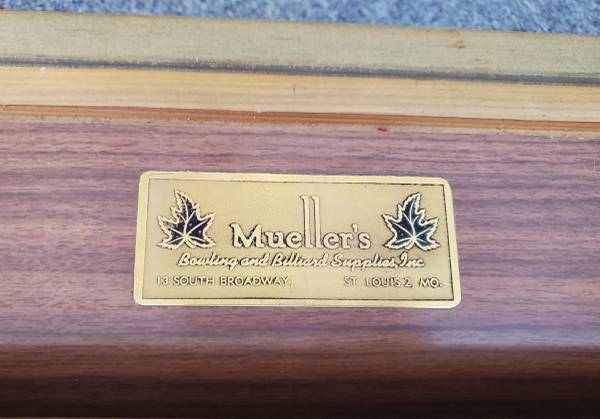 Mueller's
Bowling and Billiard Supplies, Inc.
13 SOUTH BROADWAY, ST. LOUIS 2, MO.